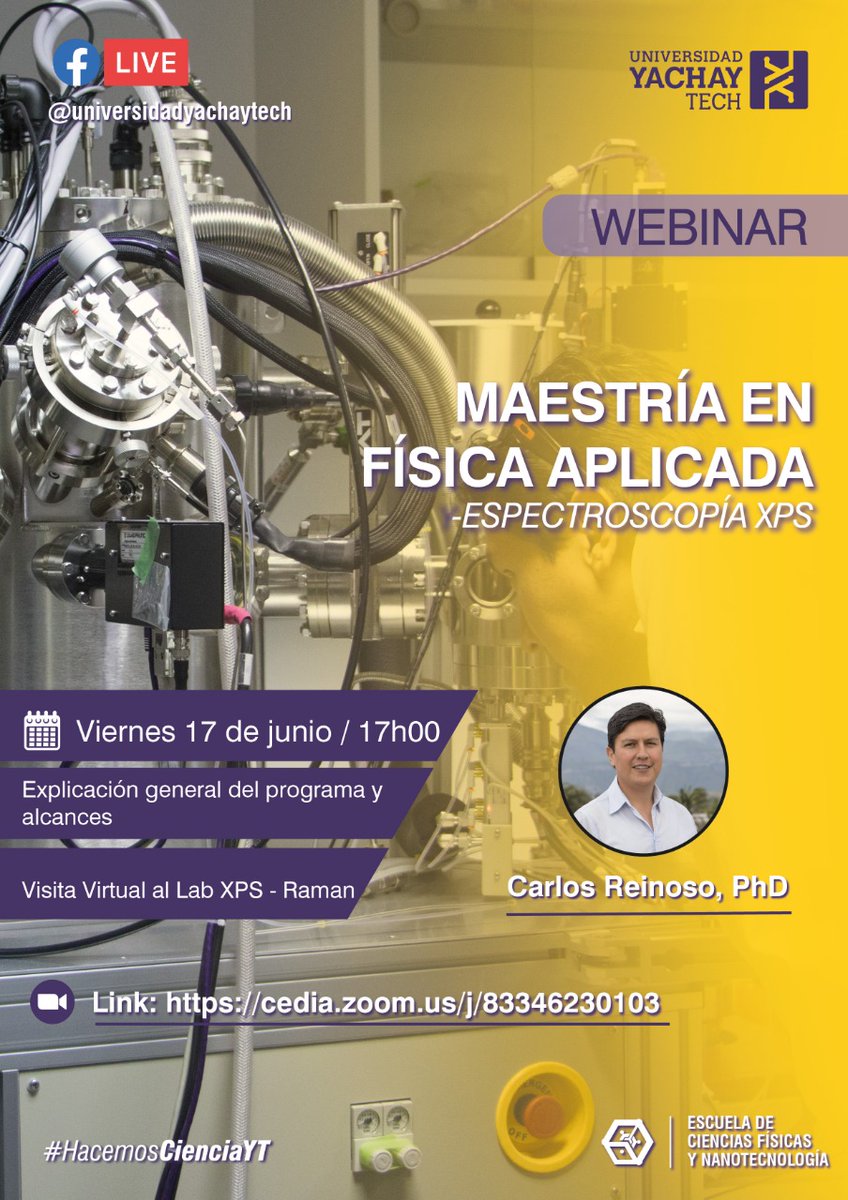 LIVE
@universidadyachaytech
UNIVERSIDAD
YACHAY
TECH
WEBINAR
MAESTRÍA EN
FÍSICA APLICADA
-ESPECTROSCOPÍA XPS
Viernes 17 de junio / 17h00
Explicación general del programa y
alcances
Visita Virtual al Lab XPS - Raman
Carlos Reinoso, PhD
Link: https://cedia.zoom.us/j/83346230103
OFF
#HacemosCienciaYT
ESCUELA DE
CIENCIAS FÍSICAS
Y NANOTECNOLOGÍA